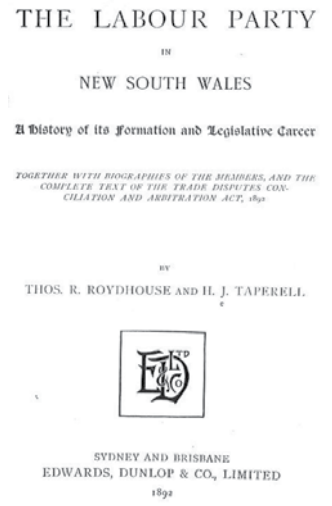 THE LABOUR PARTY
IN
NEW SOUTH WALES
A History of its Formation and Legislative Career
TOGETHER WITH BIOGRAPHIES OF THE MEMBERS, AND THE
COMPLETE TEXT OF THE TRADE DISPUTES CON-
CILIATION AND ARBITRATION ACT, 1892
BY
THOS. R. ROYDHOUSE AND H. J. TAPERELL
E D & Co LTD
SYDNEY AND BRISBANE
EDWARDS, DUNLOP & CO., LIMITED
1892